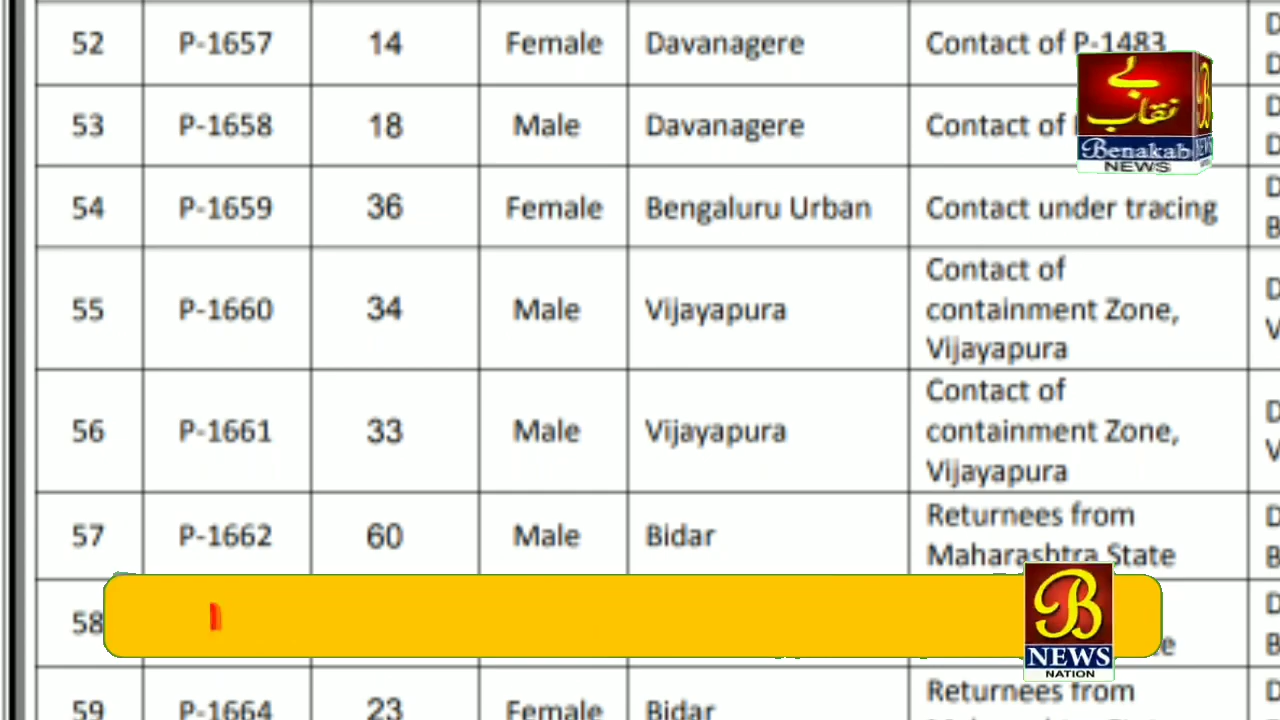 52 P-1657 14 Female Davanagere Contact of P-1483
53 P-1658 18 Male Davanagere Contact of
54 P-1659 36 Female Bengaluru Urban Contact under tracing
55 P-1660 34 Male Vijayapura Contact of
containment Zone,
Vijayapura
56 P-1661 33 Male Vijayapura Contact of
containment Zone,
Vijayapura
57 P-1662 60 Male Bidar Returnees from
Maharashtra State
58
59 P-1664 23 Female Bidar Returnees from
بے
نقاب
Benakab
NEWS
B
NEWS
B
NEWS
NATION